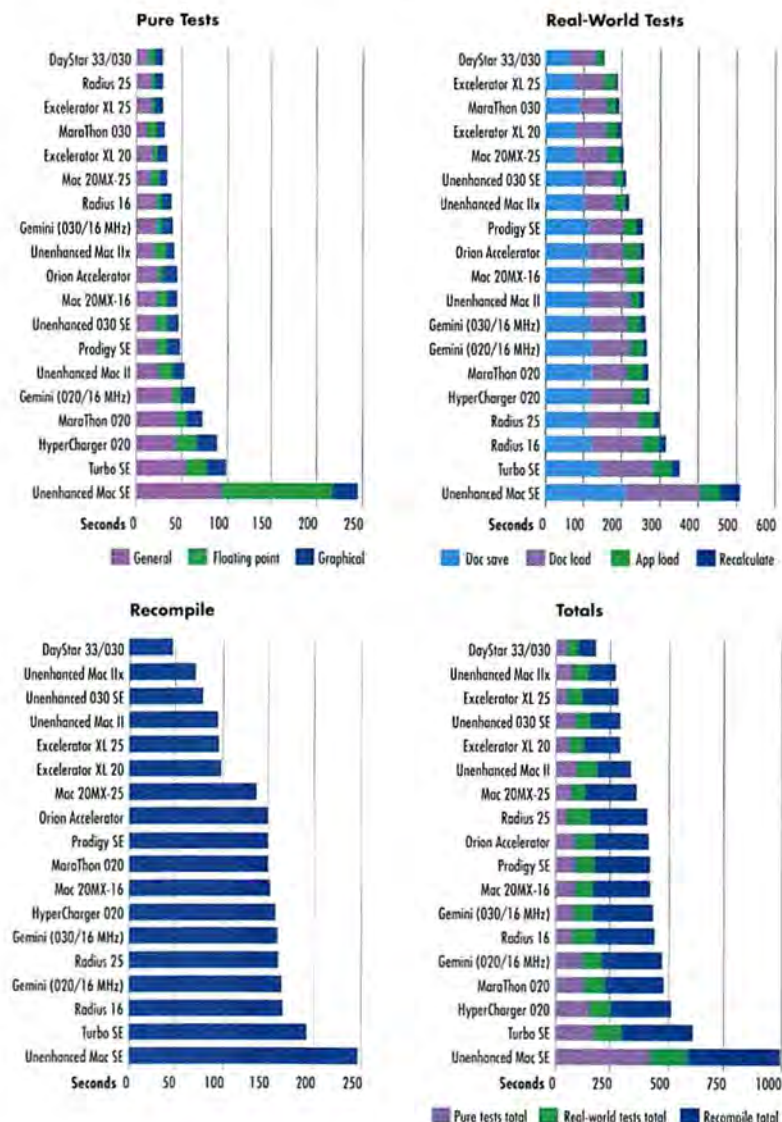 Pure Tests
DayStar 33/030
Radius 25
Excelerator XL 25
MaraThon 030
Excelerator XL 20
Mac 20MX-25
Radius 16
Gemini (030/16 MHz)
Unenhanced Mac IIx
Orion Accelerator
Mac 20MX-16
Unenhanced 030 SE
Prodigy SE
Unenhanced Mac II
Gemini (020/16 MHz)
MaraThon 020
HyperCharger 020
Turbo SE
Unenhanced Mac SE
Seconds 0 50 100 150 200 250
General Floating point Graphical
Real-World Tests
DayStar 33/030
Excelerator XL 25
MaraThon 030
Excelerator XL 20
Mac 20MX-25
Unenhanced 030 SE
Unenhanced Mac IIx
Prodigy SE
Orion Accelerator
Mac 20MX-16
Unenhanced Mac II
Gemini (030/16 MHz)
Gemini (020/16 MHz)
MaraThon 020
HyperCharger 020
Radius 25
Radius 16
Turbo SE
Unenhanced Mac SE
Seconds 0 100 200 300 400 500 600
Doc save Doc load App load Recalculate
Recompile
DayStar 33/030
Unenhanced Mac IIx
Unenhanced 030 SE
Unenhanced Mac II
Excelerator XL 25
Excelerator XL 20
Mac 20MX-25
Orion Accelerator
Prodigy SE
MaraThon 020
Mac 20MX-16
HyperCharger 020
Gemini (030/16 MHz)
Radius 25
Gemini (020/16 MHz)
Radius 16
Turbo SE
Unenhanced Mac SE
Seconds 0 50 100 150 200 250
Totals
DayStar 33/030
Unenhanced Mac IIx
Excelerator XL 25
Unenhanced 030 SE
Excelerator XL 20
Unenhanced Mac II
Mac 20MX-25
Radius 25
Orion Accelerator
Prodigy SE
Mac 20MX-16
Gemini (030/16 MHz)
Radius 16
Gemini (020/16 MHz)
MaraThon 020
HyperCharger 020
Turbo SE
Unenhanced Mac SE
Seconds 0 250 500 750 1000
Pure tests total Real-world tests total Recompile total